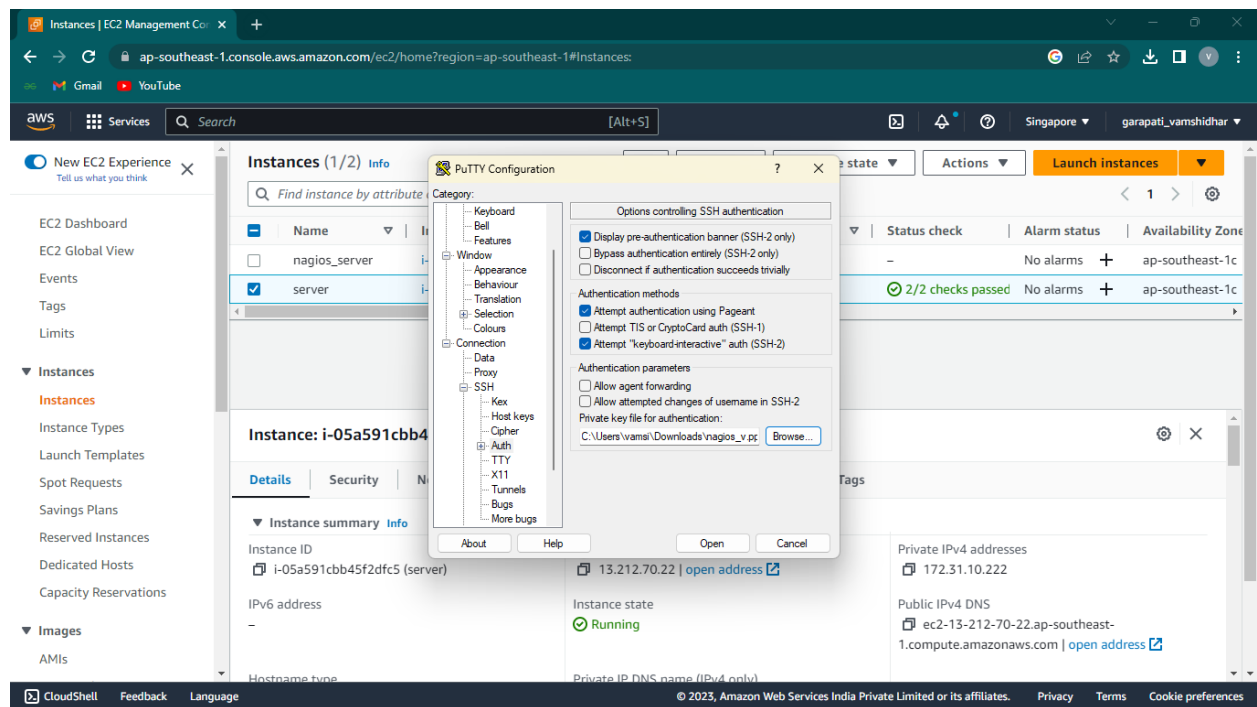 Instances | EC2 Management Co
ap-southeast-1.console.aws.amazon.com/ec2/home?region=ap-southeast-1#Instances:
Gmail YouTube
aws Services Search [Alt+S] Singapore ▼ garapati_vamshidhar ▼
New EC2 Experience
Tell us what you think
EC2 Dashboard
EC2 Global View
Events
Tags
Limits
Instances
Instances
Instance Types
Launch Templates
Spot Requests
Savings Plans
Reserved Instances
Dedicated Hosts
Capacity Reservations
Images
AMIs
Instances (1/2) Info
e state ▼ Actions ▼ Launch instances ▼
Find instance by attribute
1
Name Status check Alarm status Availability Zone
nagios_server i- – No alarms + ap-southeast-1c
server i- 2/2 checks passed No alarms + ap-southeast-1c
PuTTY Configuration ? X
Category:
Keyboard
Bell
Features
Window
Appearance
Behaviour
Translation
Selection
Colours
Connection
Data
Proxy
SSH
Kex
Host keys
Cipher
Auth
TTY
X11
Tunnels
Bugs
More bugs
Options controlling SSH authentication
Display pre-authentication banner (SSH-2 only)
Bypass authentication entirely (SSH-2 only)
Disconnect if authentication succeeds trivially
Authentication methods
Attempt authentication using Pageant
Attempt TIS or CryptoCard auth (SSH-1)
Attempt "keyboard-interactive" auth (SSH-2)
Authentication parameters
Allow agent forwarding
Allow attempted changes of username in SSH-2
Private key file for authentication:
C:\Users\vamsi\Downloads\nagios_v.pp Browse...
About Help Open Cancel
Instance: i-05a591cbb4
Details Security N Tags
Instance summary Info
Instance ID
i-05a591cbb45f2dfc5 (server)
IPv6 address
–
Hostname type
13.212.70.22 | open address
Instance state
Running
Private IP DNS name (IPv4 only)
Private IPv4 addresses
172.31.10.222
Public IPv4 DNS
ec2-13-212-70-22.ap-southeast-
1.compute.amazonaws.com | open address
CloudShell Feedback Language © 2023, Amazon Web Services India Private Limited or its affiliates. Privacy Terms Cookie preferences